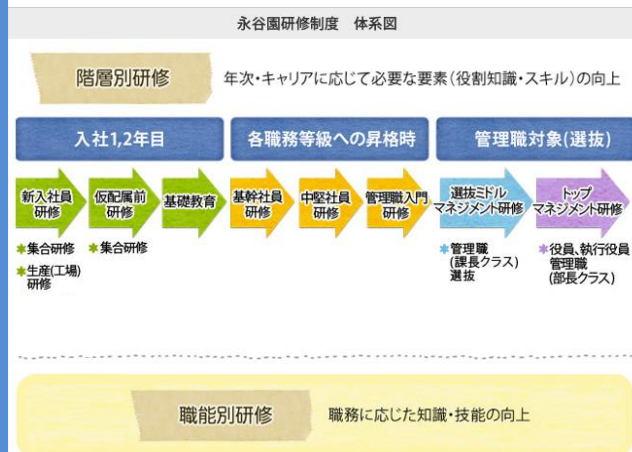 永谷園研修制度　体系図
階層別研修
年次・キャリアに応じて必要な要素(役割知識・スキル)の向上
入社1,2年目
各職務等級への昇格時
管理職対象(選抜)
新入社員
研修
仮配属前
研修
基礎教育
基幹社員
研修
中堅社員
研修
管理職入門
研修
選抜ミドル
マネジメント研修
トップ
マネジメント研修
*集合研修
*生産(工場)
研修
*集合研修
*管理職
(課長クラス)
選抜
*役員、執行役員
管理職
(部長クラス)
職能別研修
職務に応じた知識・技能の向上